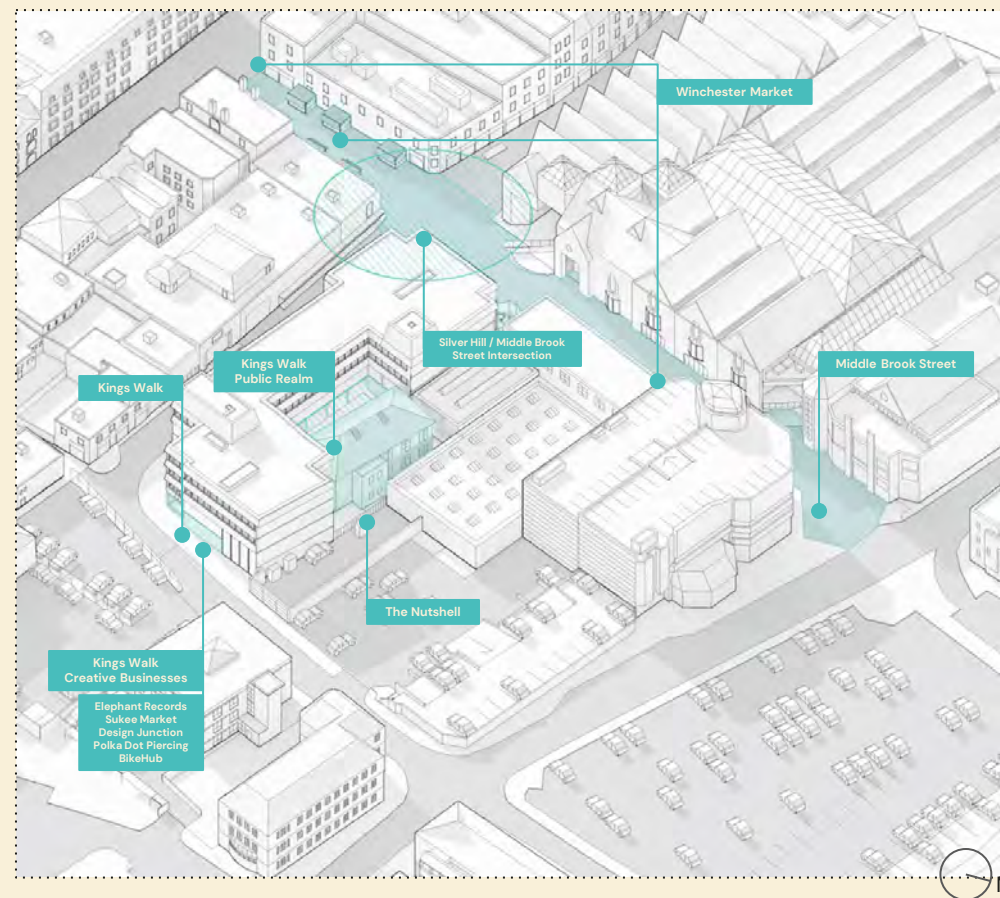 Winchester Market
Silver Hill / Middle Brook
Street Intersection
Middle Brook Street
Kings Walk
Public Realm
Kings Walk
The Nutshell
Kings Walk
Creative Businesses
Elephant Records
Sukee Market
Design Junction
Polka Dot Piercing
BikeHub